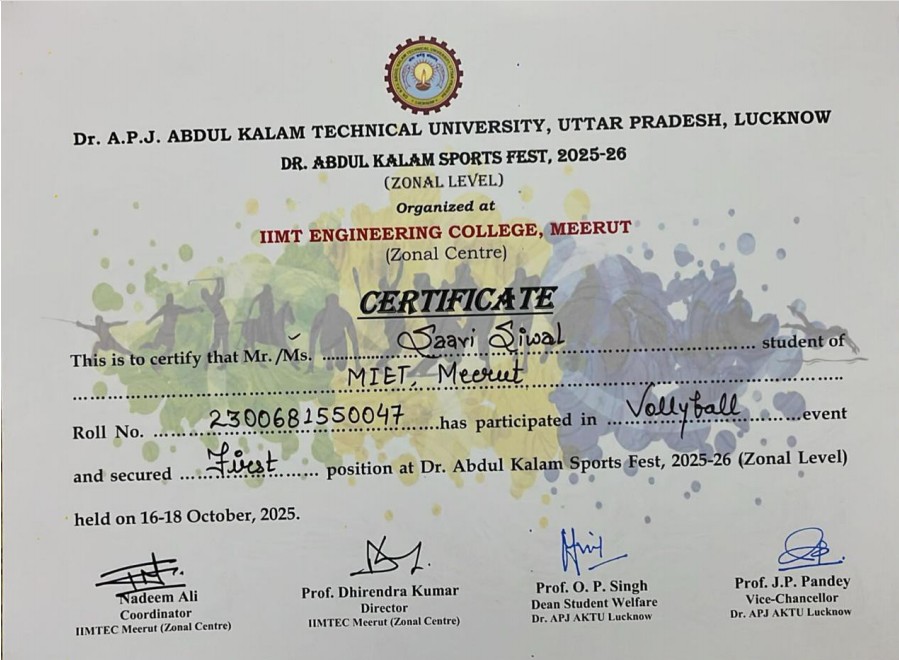 Dr. A.P.J. ABDUL KALAM TECHNICAL UNIVERSITY, UTTAR PRADESH, LUCKNOW
DR. ABDUL KALAM SPORTS FEST, 2025-26
(ZONAL LEVEL)
Organized at
IIMT ENGINEERING COLLEGE, MEERUT
(Zonal Centre)
CERTIFICATE
This is to certify that Mr. /Ms. Saavi Siwal student of
MIET, Meerut
Roll No. 2300681550047 has participated in Vollyball event
and secured First position at Dr. Abdul Kalam Sports Fest, 2025-26 (Zonal Level)
held on 16-18 October, 2025.
Nadeem Ali
Coordinator
IIMTEC Meerut (Zonal Centre)
Prof. Dhirendra Kumar
Director
IIMTEC Meerut (Zonal Centre)
Prof. O. P. Singh
Dean Student Welfare
Dr. APJ AKTU Lucknow
Prof. J.P. Pandey
Vice-Chancellor
Dr. APJ AKTU Lucknow